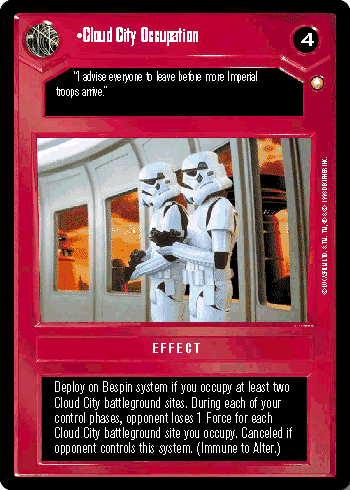 •Cloud City Occupation
4
"I advise everyone to leave before more Imperial
troops arrive."
EFFECT
Deploy on Bespin system if you occupy at least two
Cloud City battleground sites. During each of your
control phases, opponent loses 1 Force for each
Cloud City battleground site you occupy. Canceled if
opponent controls this system. (Immune to Alter.)